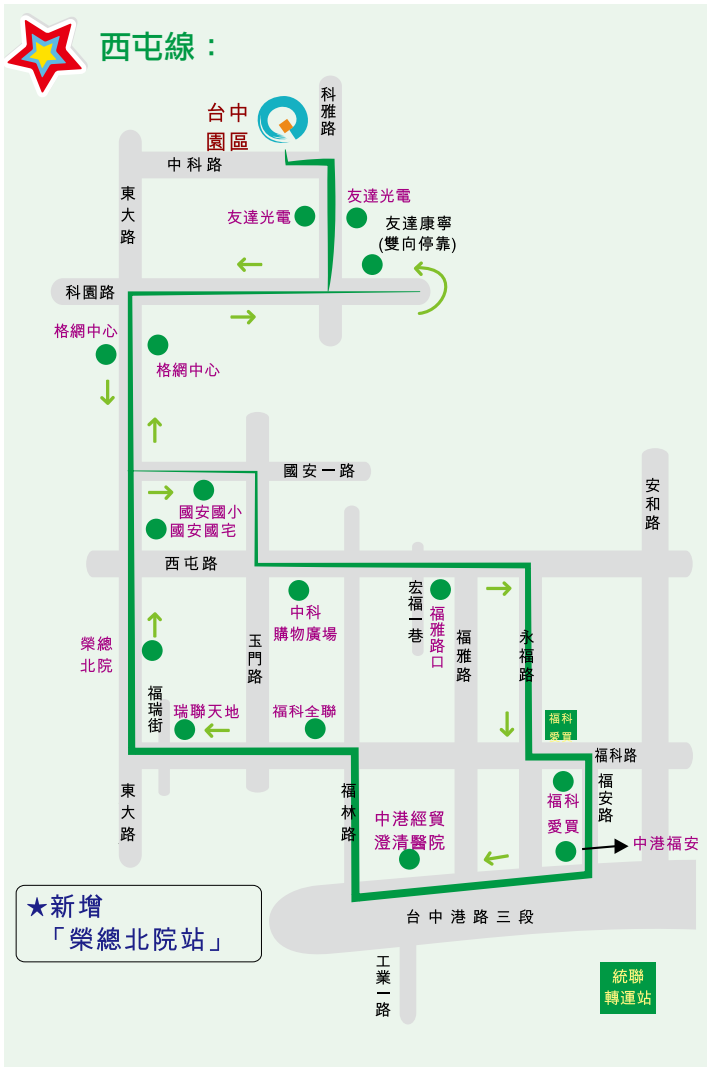 西屯線：
台中
園區
科雅路
中科路
東大路
友達光電
友達光電
友達康寧
(雙向停靠)
科園路
格網中心
格網中心
國安一路
安和路
國安國小
國安國宅
西屯路
宏福一巷
福雅路口
中科
購物廣場
玉門路
福雅路
永福路
榮總
北院
福瑞街
瑞聯天地
福科全聯
福科
愛買
福科路
東大路
福林路
福安路
福科
愛買
中港經貿
澄清醫院
中港福安
台中港路三段
★新增
「榮總北院站」
工業一路
統聯
轉運站